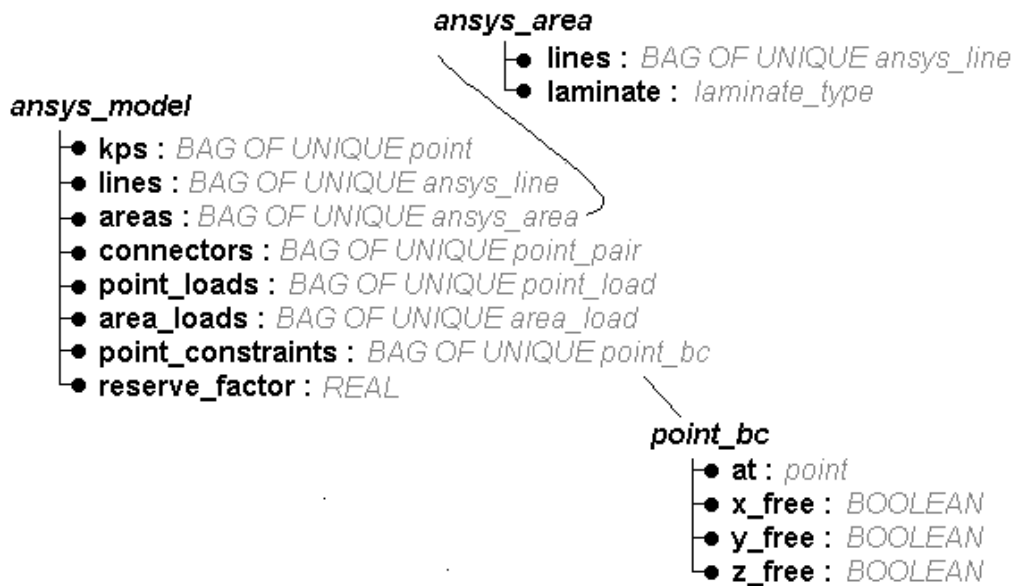 ansys_area
lines : BAG OF UNIQUE ansys_line
laminate : laminate_type
ansys_model
kps : BAG OF UNIQUE point
lines : BAG OF UNIQUE ansys_line
areas : BAG OF UNIQUE ansys_area
connectors : BAG OF UNIQUE point_pair
point_loads : BAG OF UNIQUE point_load
area_loads : BAG OF UNIQUE area_load
point_constraints : BAG OF UNIQUE point_bc
reserve_factor : REAL
point_bc
at : point
x_free : BOOLEAN
y_free : BOOLEAN
z_free : BOOLEAN